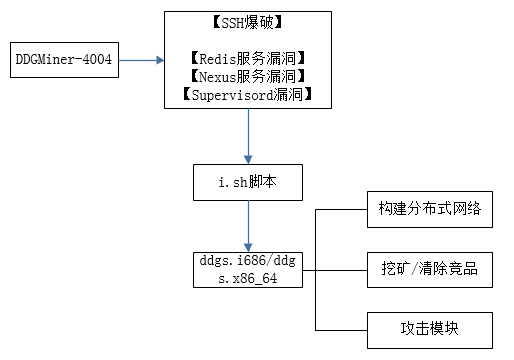 DDGMiner-4004
【SSH爆破】
【Redis服务漏洞】
【Nexus服务漏洞】
【Supervisord漏洞】
i.sh脚本
ddgs.i686/ddg
s.x86_64
构建分布式网络
挖矿/清除竞品
攻击模块